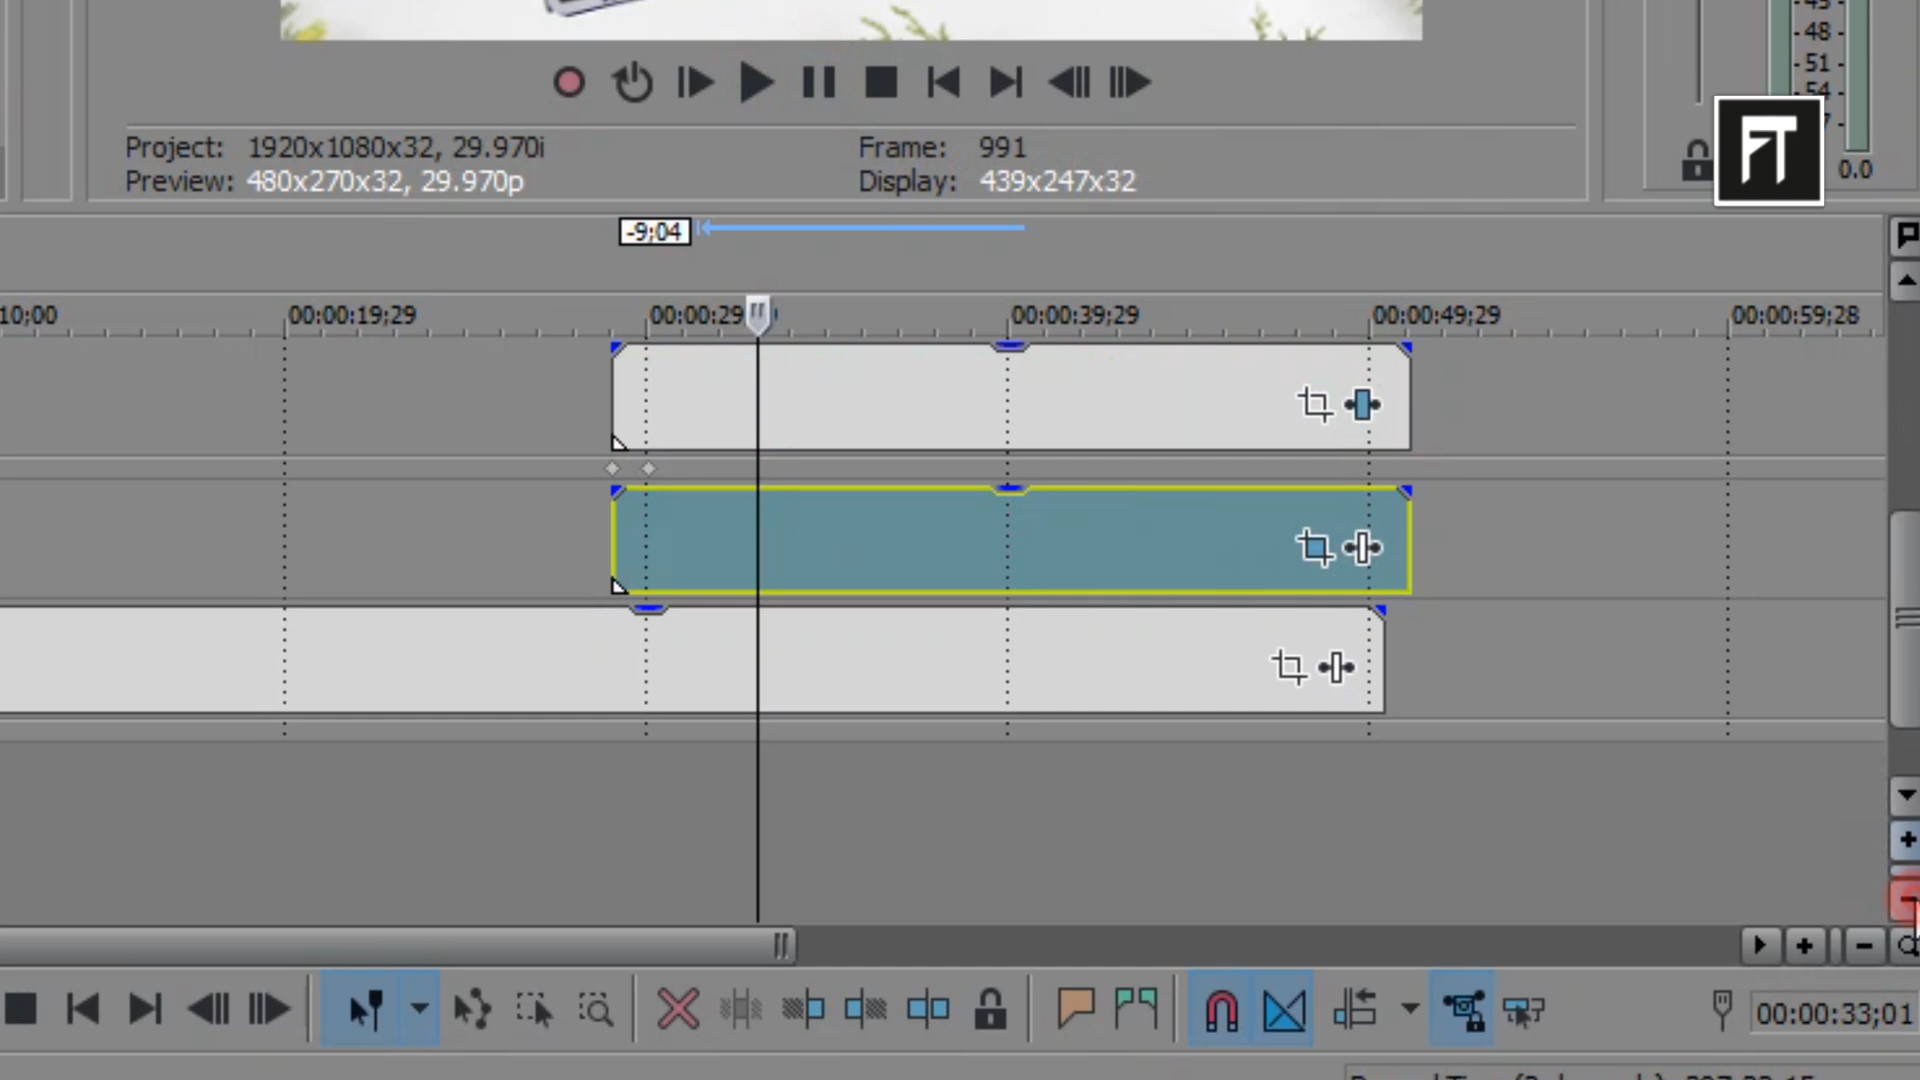 45
-48 -
-51 -
54
0.0
Project: 1920x1080x32, 29.970i
Frame: 991
Preview: 480x270x32, 29.970p
Display: 439x247x32
FT
-9;04
10;00
00:00:19;29
00:00:29
00:00:39;29
00:00:49;29
00:00:59;28
00:00:33;01